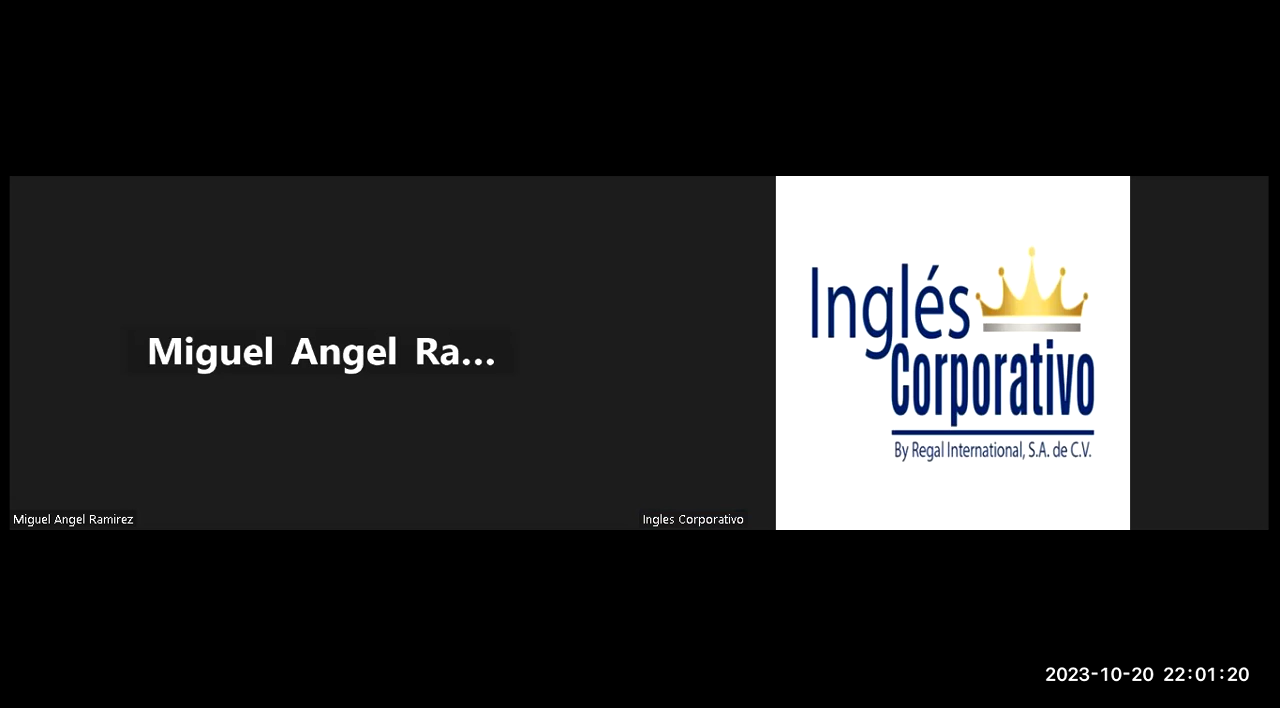 Miguel Angel Ra...
Miguel Angel Ramirez
Inglés
Corporativo
By Regal International, S.A. de C.V.
Ingles Corporativo
2023-10-20 22:01:20